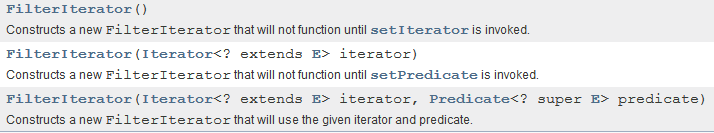 FilterIterator()
Constructs a new FilterIterator that will not function until setIterator is invoked.
FilterIterator(Iterator<? extends E> iterator)
Constructs a new FilterIterator that will not function until setPredicate is invoked.
FilterIterator(Iterator<? extends E> iterator, Predicate<? super E> predicate)
Constructs a new FilterIterator that will use the given iterator and predicate.